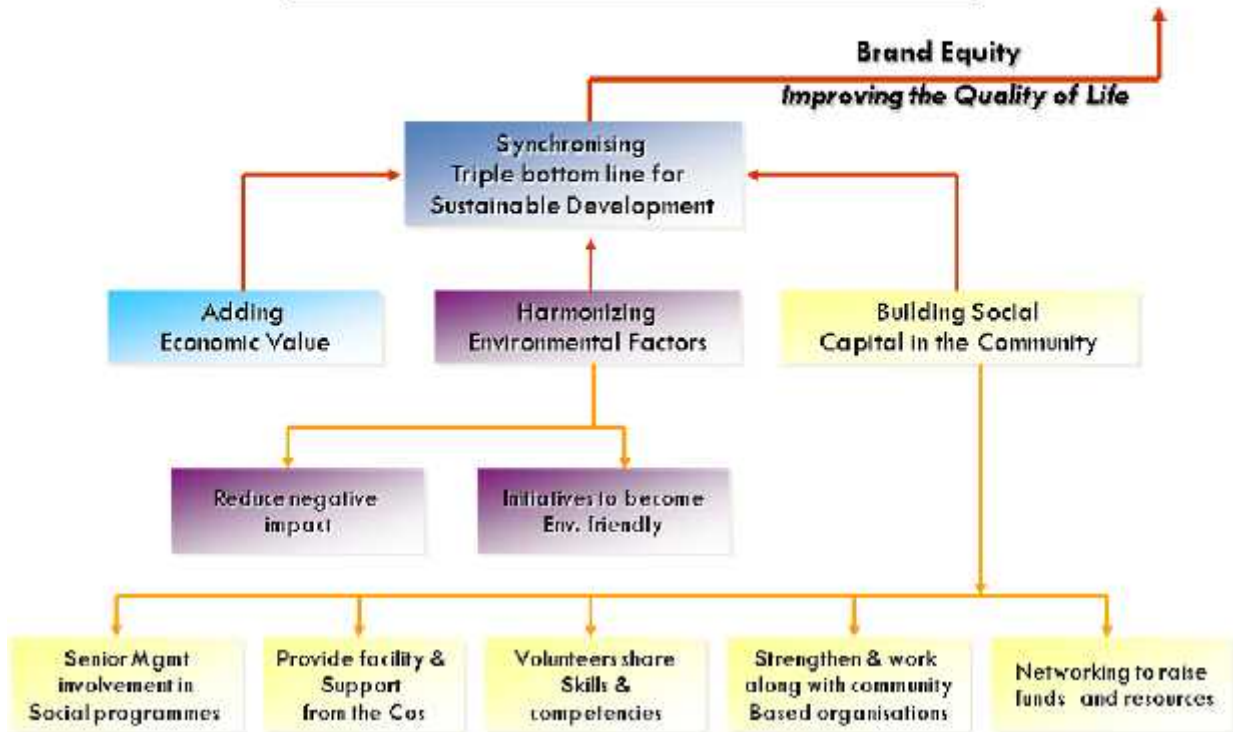 Brand Equity
Improving the Quality of Life
Synchronising
Triple bottom line for
Sustainable Development
Adding
Economic Value
Harmonizing
Environmental Factors
Building Social
Capital in the Community
Reduce negative
impact
Initiatives to become
Env. friendly
Senior Mgmt
involvement in
Social programmes
Provide facility &
Support
from the Cos
Volunteers share
Skills &
competencies
Strengthen & work
along with community
Based organisations
Networking to raise
funds and resources